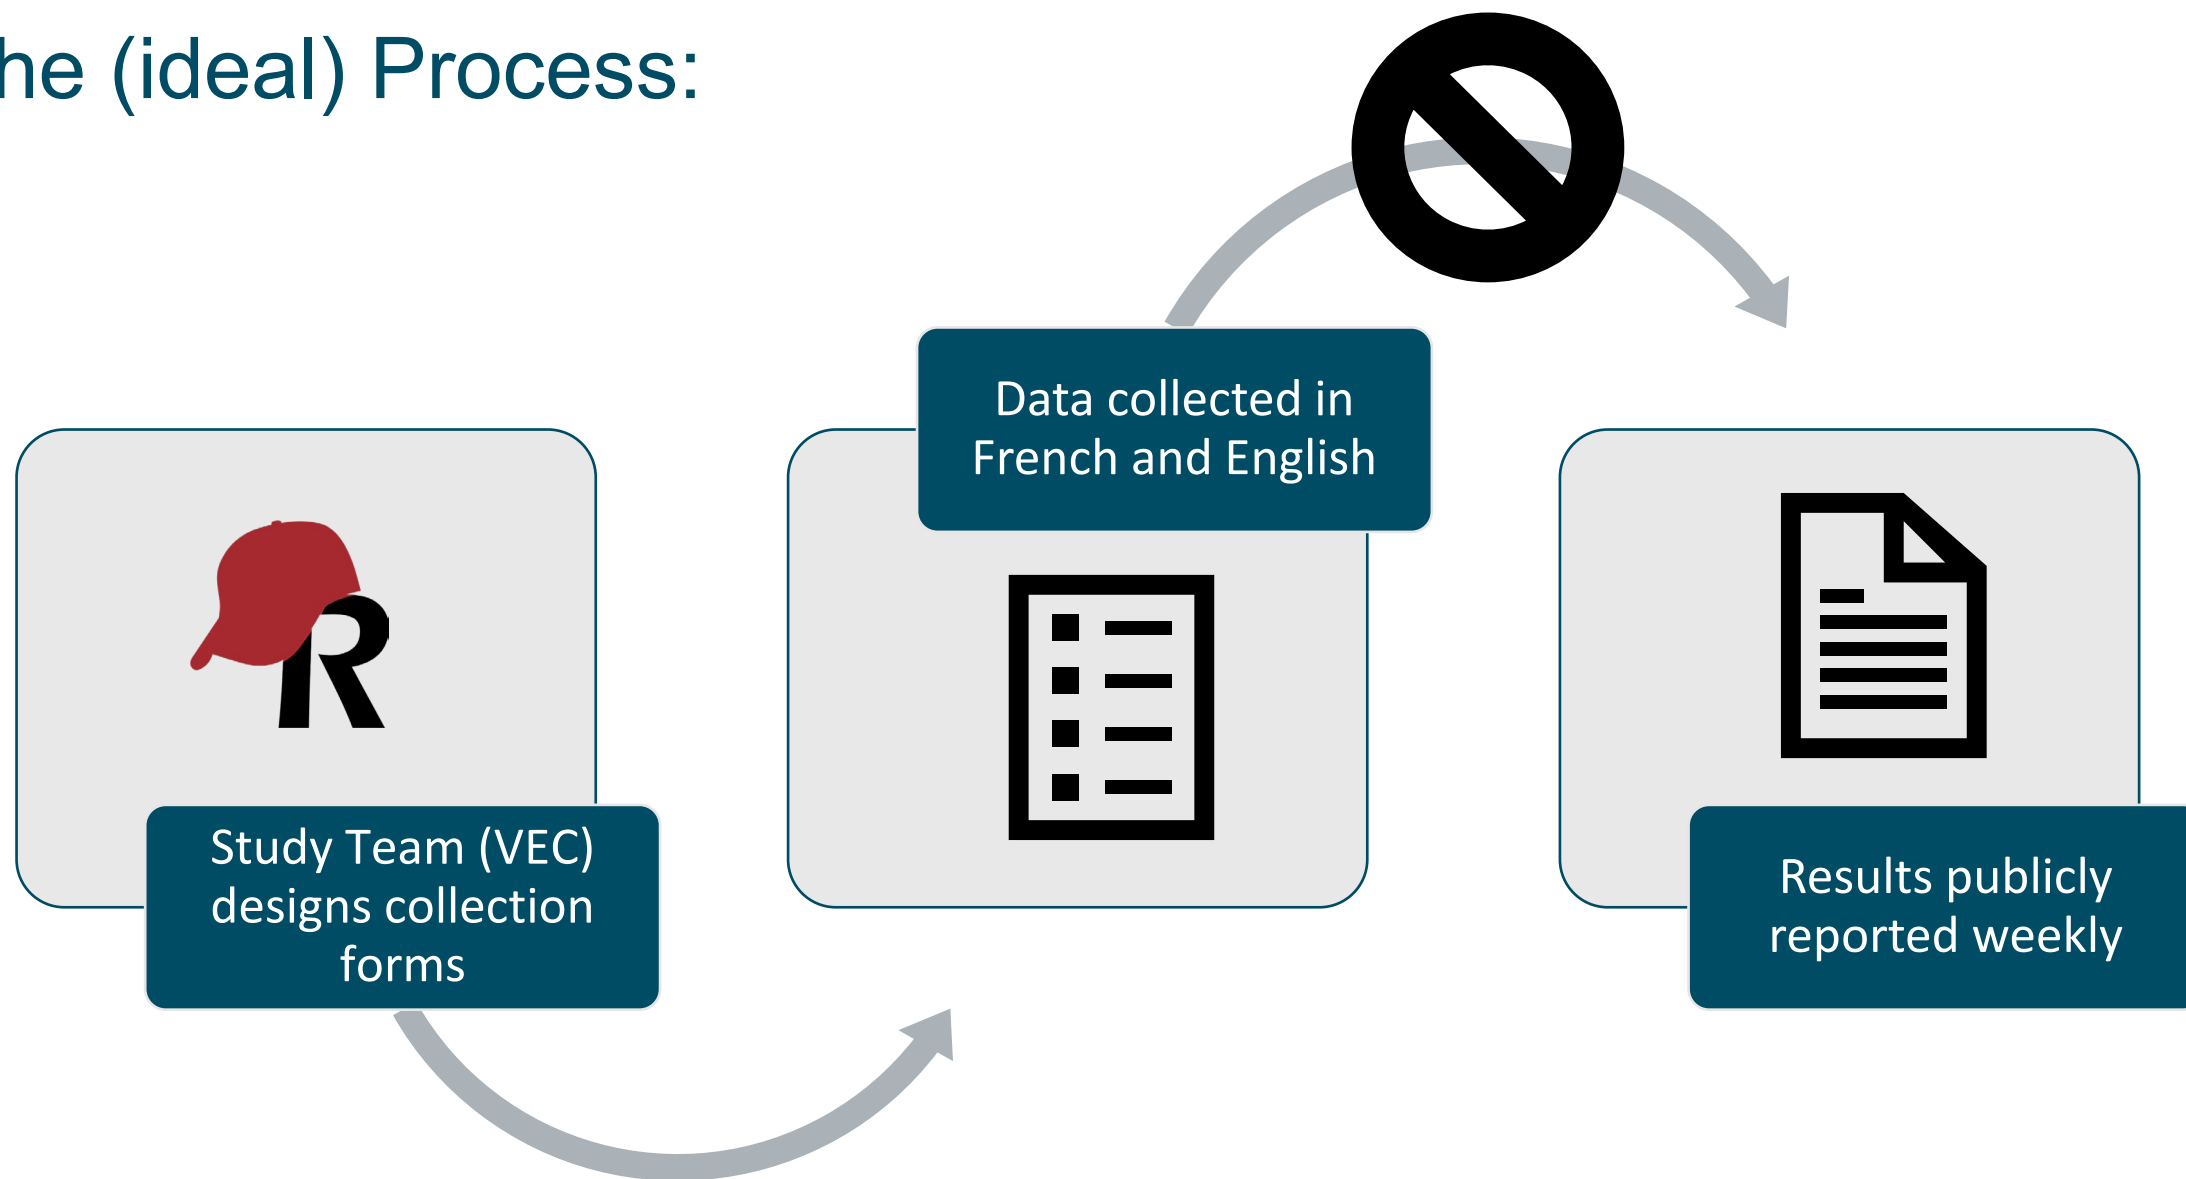 he (ideal) Process:
Data collected in
French and English
R
Study Team (VEC)
designs collection
forms
Results publicly
reported weekly